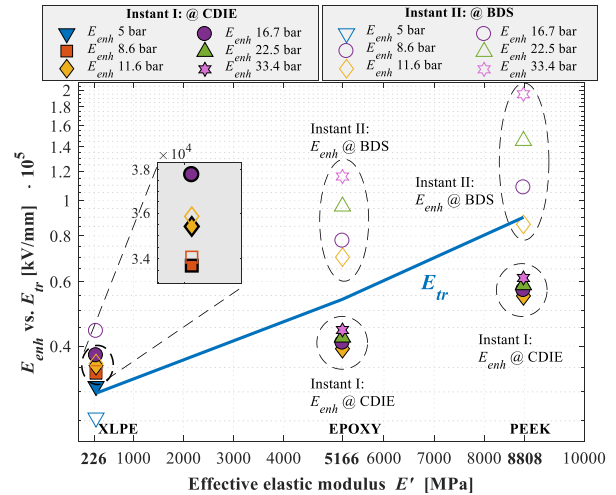 Instant I: @ CDIE
E_enh 5 bar
E_enh 8.6 bar
E_enh 11.6 bar
E_enh 16.7 bar
E_enh 22.5 bar
E_enh 33.4 bar
Instant II: @ BDS
E_enh 5 bar
E_enh 8.6 bar
E_enh 11.6 bar
E_enh 16.7 bar
E_enh 22.5 bar
E_enh 33.4 bar
E_enh vs. E_tr [kV/mm] · 10^5
2
1.8
1.6
1.4
1.2
1
0.8
0.6
0.4
3.8 ×10^4
3.6
3.4
Instant II:
E_enh @ BDS
Instant II:
E_enh @ BDS
E_tr
Instant I:
E_enh @ CDIE
Instant I:
E_enh @ CDIE
XLPE
EPOXY
PEEK
226 1000 2000 3000 4000 5166 6000 7000 8000 8808 10000
Effective elastic modulus E′ [MPa]